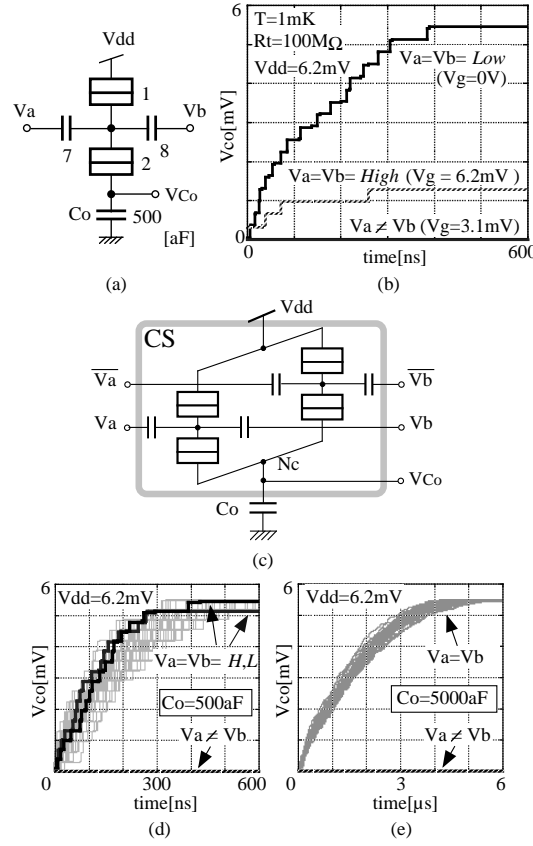 Vdd
1
Va
Vb
7
8
2
VCo
Co
500
[aF]
(a)
6
T=1mK
Rt=100MΩ
Vdd=6.2mV
Va=Vb= Low
(Vg=0V)
Vco[mV]
Va=Vb= High (Vg = 6.2mV )
Va ≠ Vb (Vg=3.1mV)
0
0
600
time[ns]
(b)
Vdd
CS
V̅a̅
V̅b̅
Va
Vb
Nc
VCo
Co
(c)
6
Vdd=6.2mV
Vco[mV]
Va=Vb= H,L
Co=500aF
Va ≠ Vb
0
0
300
600
time[ns]
(d)
6
Vdd=6.2mV
Vco[mV]
Va=Vb
Co=5000aF
Va ≠ Vb
0
0
3
6
time[µs]
(e)